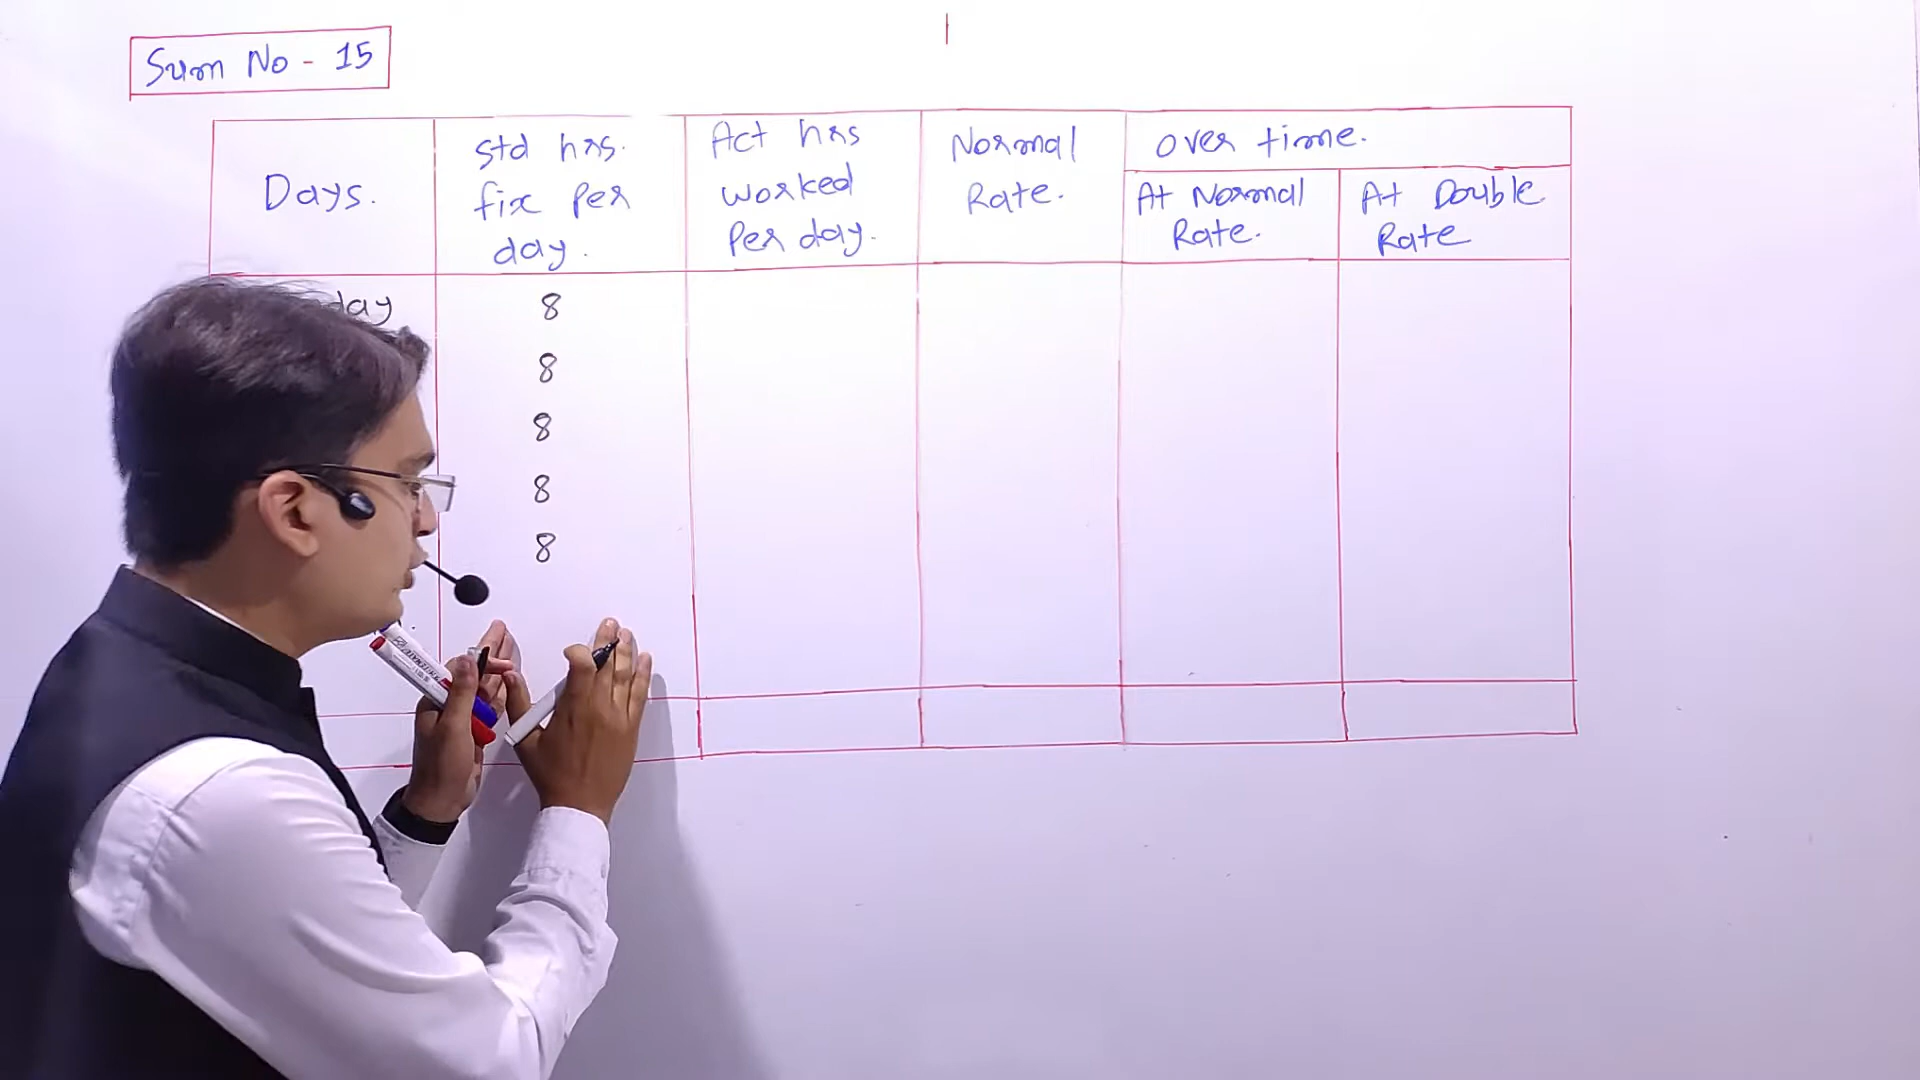 Sum No - 15
Days.
Std hrs.
fix Per
day.
Act hrs
worked
Per day.
Normal
Rate.
over time.
At Normal
Rate.
At Double
Rate
8
8
8
8
8